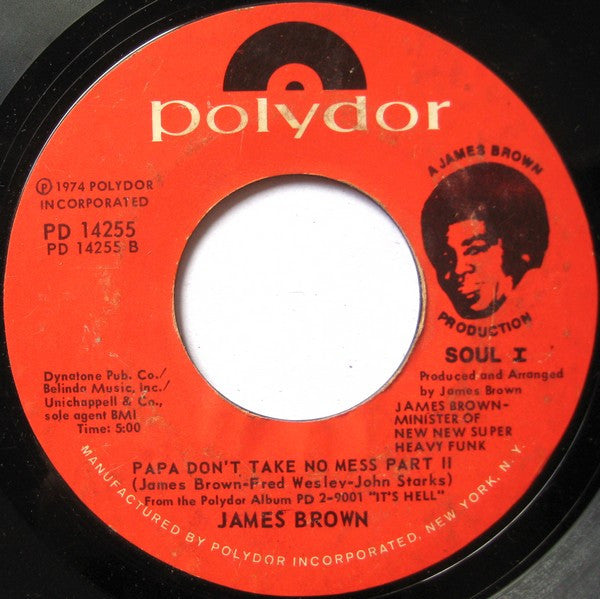 polydor
Ⓟ 1974 POLYDOR
INCORPORATED
PD 14255
PD 14255 B
A JAMES BROWN
PRODUCTION
SOUL I
Dynatone Pub. Co./
Belinda Music, Inc./
Unichappell & Co.,
sole agent BMI
Time: 5:00
Produced and Arranged
by James Brown
JAMES BROWN-
MINISTER OF
NEW NEW SUPER
HEAVY FUNK
PAPA DON'T TAKE NO MESS PART II
(James Brown-Fred Wesley-John Starks)
From the Polydor Album PD 2-9001 "IT'S HELL"
JAMES BROWN
MANUFACTURED BY POLYDOR INCORPORATED, NEW YORK, N.Y.